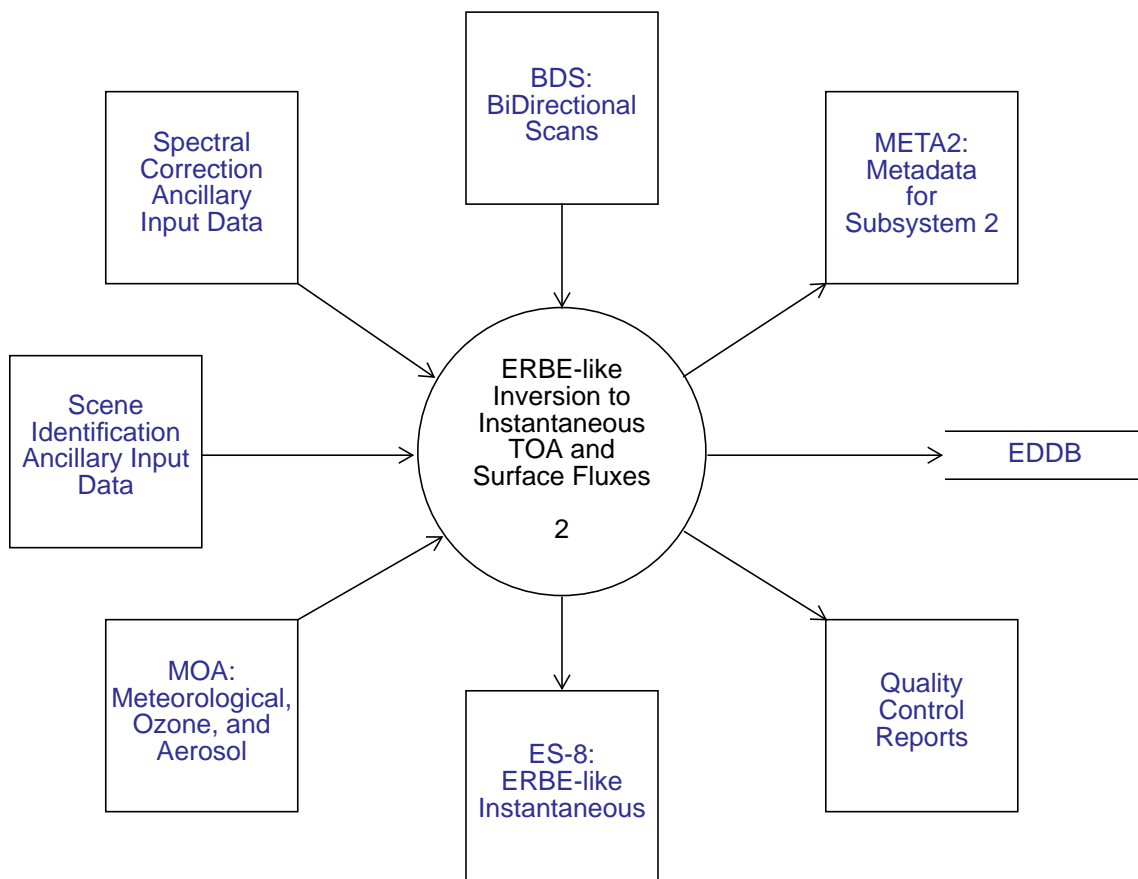 BDS:
BiDirectional
Scans
Spectral
Correction
Ancillary
Input Data
META2:
Metadata
for
Subsystem 2
Scene
Identification
Ancillary Input
Data
ERBE-like
Inversion to
Instantaneous
TOA and
Surface Fluxes
2
EDDB
MOA:
Meteorological,
Ozone, and
Aerosol
ES-8:
ERBE-like
Instantaneous
Quality
Control
Reports